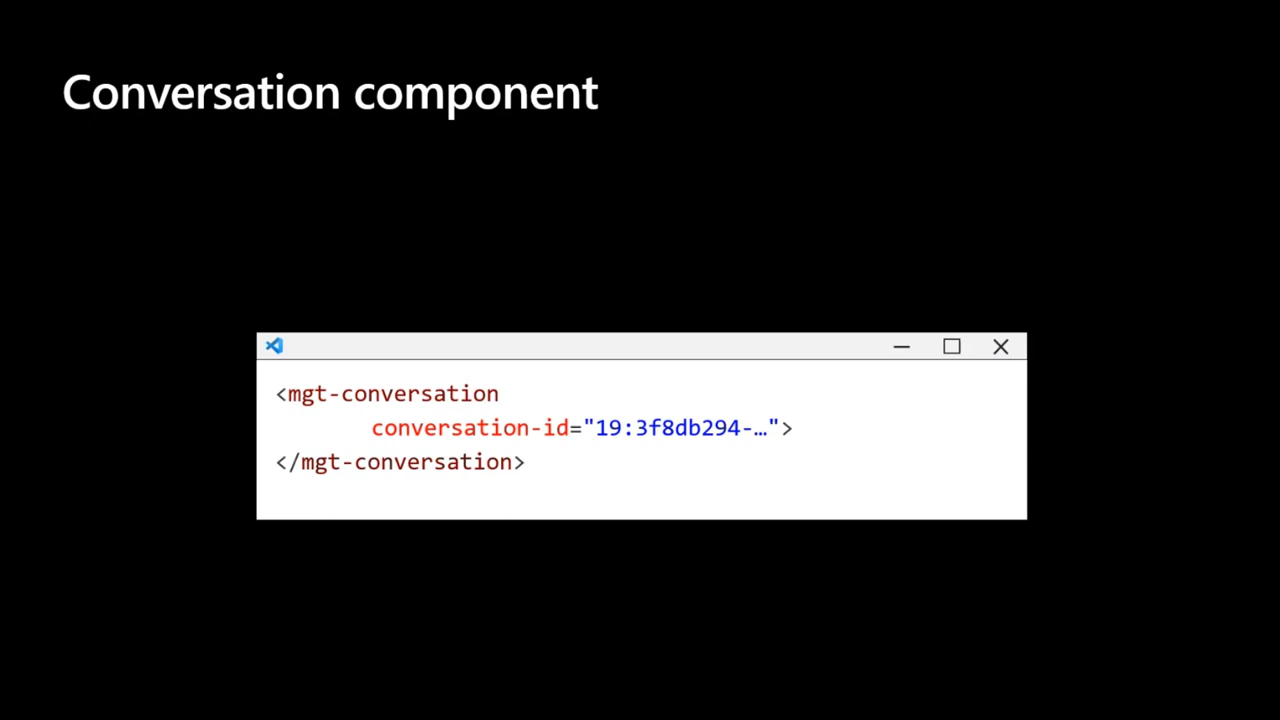 Conversation component
<mgt-conversation
conversation-id="19:3f8db294-…">
</mgt-conversation>